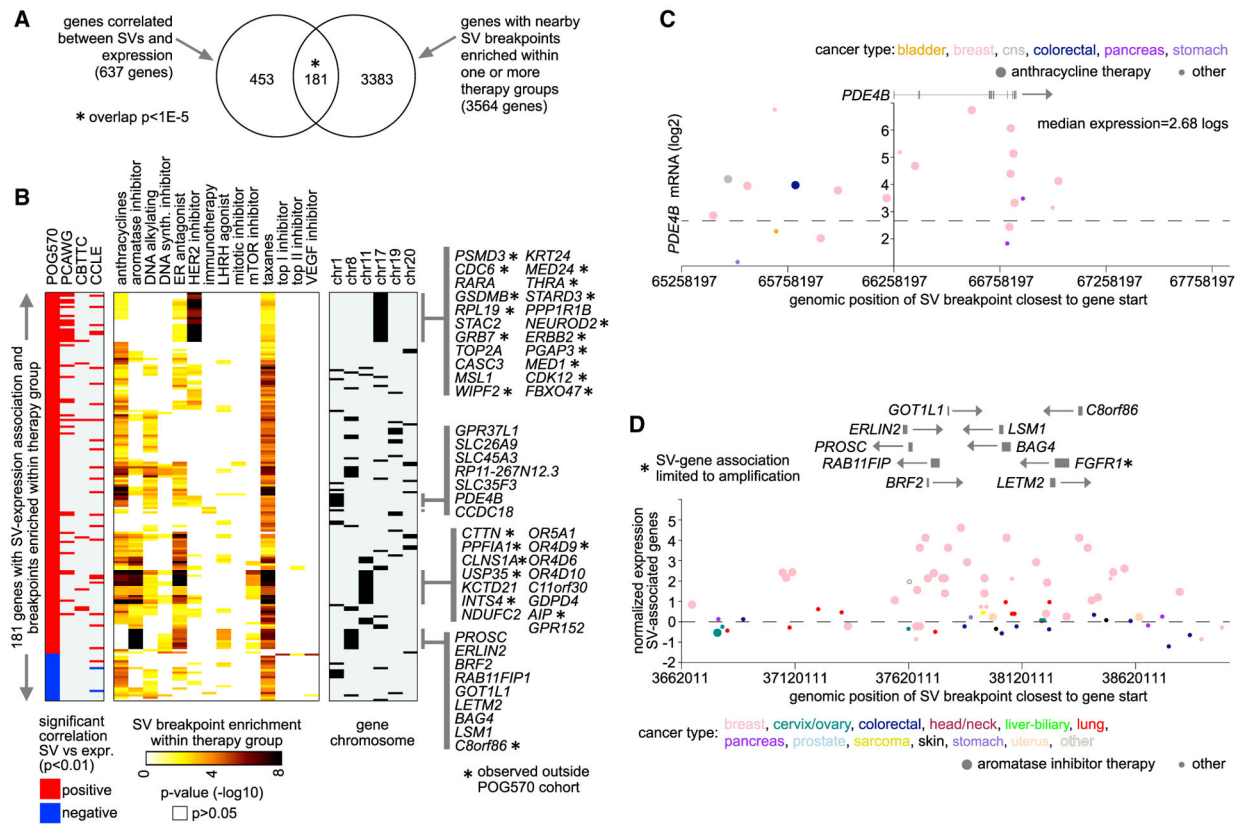 A
genes correlated
between SVs and
expression
(637 genes)
* overlap p<1E-5
453
*
181
3383
genes with nearby
SV breakpoints
enriched within
one or more
therapy groups
(3564 genes)
B
POG570
PCAWG
CBTTC
CCLE
anthracyclines
aromatase inhibitor
DNA alkylating
DNA synth. inhibitor
ER antagonist
HER2 inhibitor
immunotherapy
LHRH agonist
mitotic inhibitor
mTOR inhibitor
taxanes
top I inhibitor
top II inhibitor
VEGF inhibitor
chr1
chr8
chr11
chr17
chr19
chr20
181 genes with SV-expression association and
breakpoints enriched within therapy group
PSMD3 * KRT24
CDC6 * MED24 *
RARA THRA *
GSDMB * STARD3 *
RPL19 * PPP1R1B
STAC2 NEUROD2 *
GRB7 * ERBB2 *
TOP2A PGAP3 *
CASC3 MED1 *
MSL1 CDK12 *
WIPF2 * FBXO47 *
GPR37L1
SLC26A9
SLC45A3
RP11-267N12.3
SLC35F3
PDE4B
CCDC18
CTTN * OR5A1
PPFIA1 * OR4D9 *
CLNS1A * OR4D6
USP35 * OR4D10
KCTD21 C11orf30
INTS4 * GDPD4
NDUFC2 AIP *
GPR152
PROSC
ERLIN2
BRF2
RAB11FIP1
GOT1L1
LETM2
BAG4
LSM1
C8orf86 *
* observed outside
POG570 cohort
significant
correlation
SV vs expr.
(p<0.01)
positive
negative
SV breakpoint enrichment
within therapy group
0 4 8
p-value (-log10)
p>0.05
gene
chromosome
C
cancer type: bladder, breast, cns, colorectal, pancreas, stomach
anthracycline therapy other
PDE4B
median expression=2.68 logs
PDE4B mRNA (log2)
6
5
4
3
2
65258197 65758197 66258197 66758197 67258197 67758197
genomic position of SV breakpoint closest to gene start
D
* SV-gene association
limited to amplification
GOT1L1 C8orf86
ERLIN2 LSM1
PROSC BAG4
RAB11FIP FGFR1*
BRF2 LETM2
normalized expression
SV-associated genes
5
4
3
2
1
0
-1
-2
36620111 37120111 37620111 38120111 38620111
genomic position of SV breakpoint closest to gene start
cancer type: breast, cervix/ovary, colorectal, head/neck, liver-biliary, lung,
pancreas, prostate, sarcoma, skin, stomach, uterus, other
aromatase inhibitor therapy other